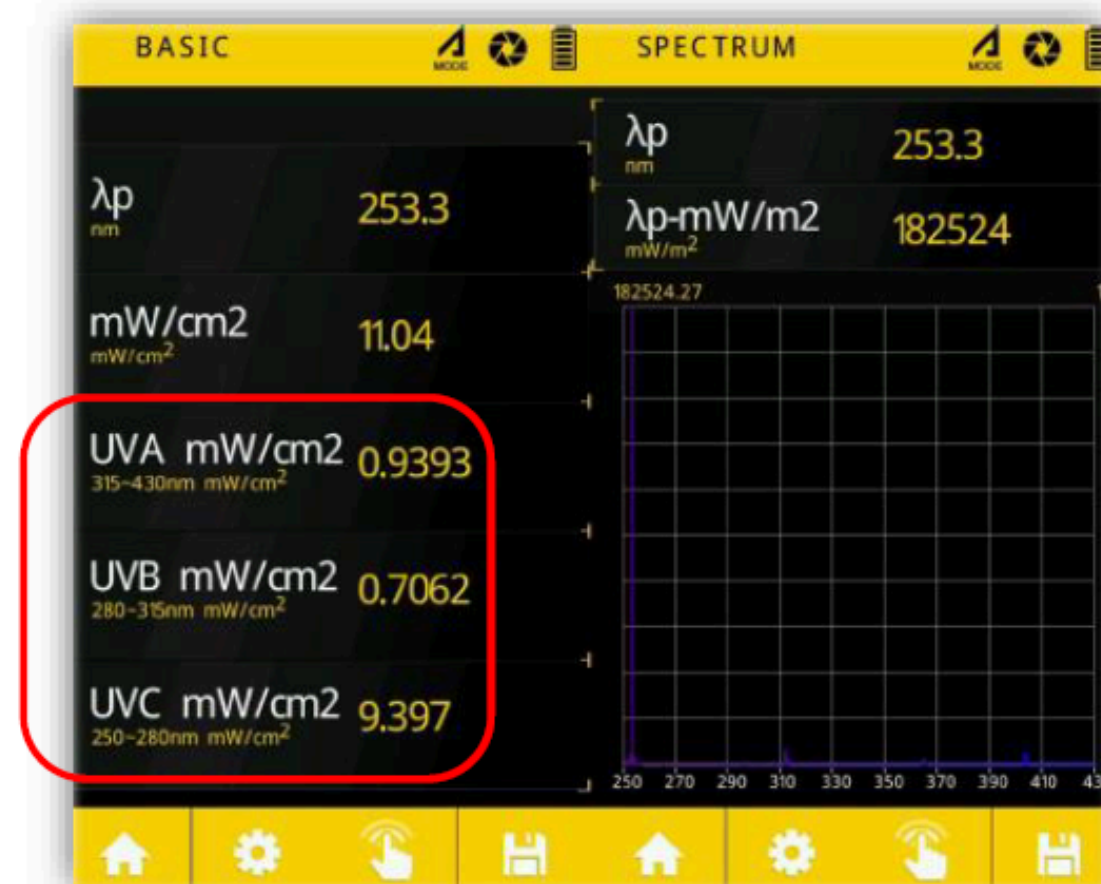 BASIC
MODE
λp
nm
253.3
mW/cm2
mW/cm²
11.04
UVA mW/cm2
315~430nm mW/cm²
0.9393
UVB mW/cm2
280~315nm mW/cm²
0.7062
UVC mW/cm2
250~280nm mW/cm²
9.397
SPECTRUM
MODE
λp
nm
253.3
λp-mW/m2
mW/m²
182524
182524.27
250 270 290 310 330 350 370 390 410